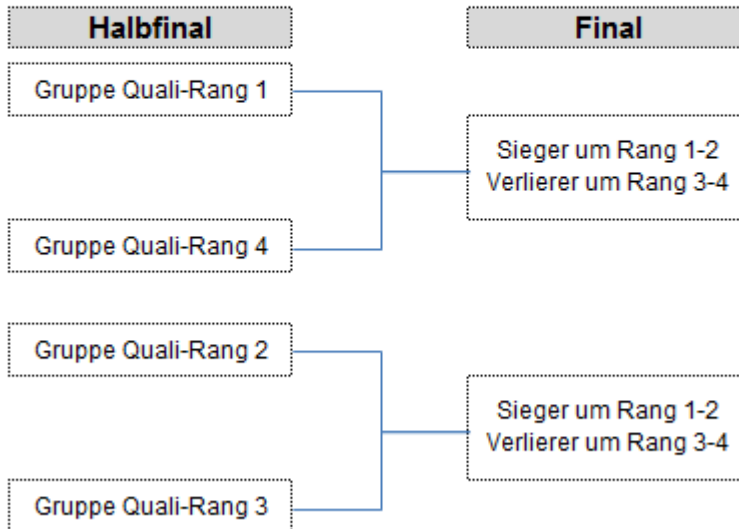 Halbfinal
Final
Gruppe Quali-Rang 1
Sieger um Rang 1-2
Verlierer um Rang 3-4
Gruppe Quali-Rang 4
Gruppe Quali-Rang 2
Sieger um Rang 1-2
Verlierer um Rang 3-4
Gruppe Quali-Rang 3